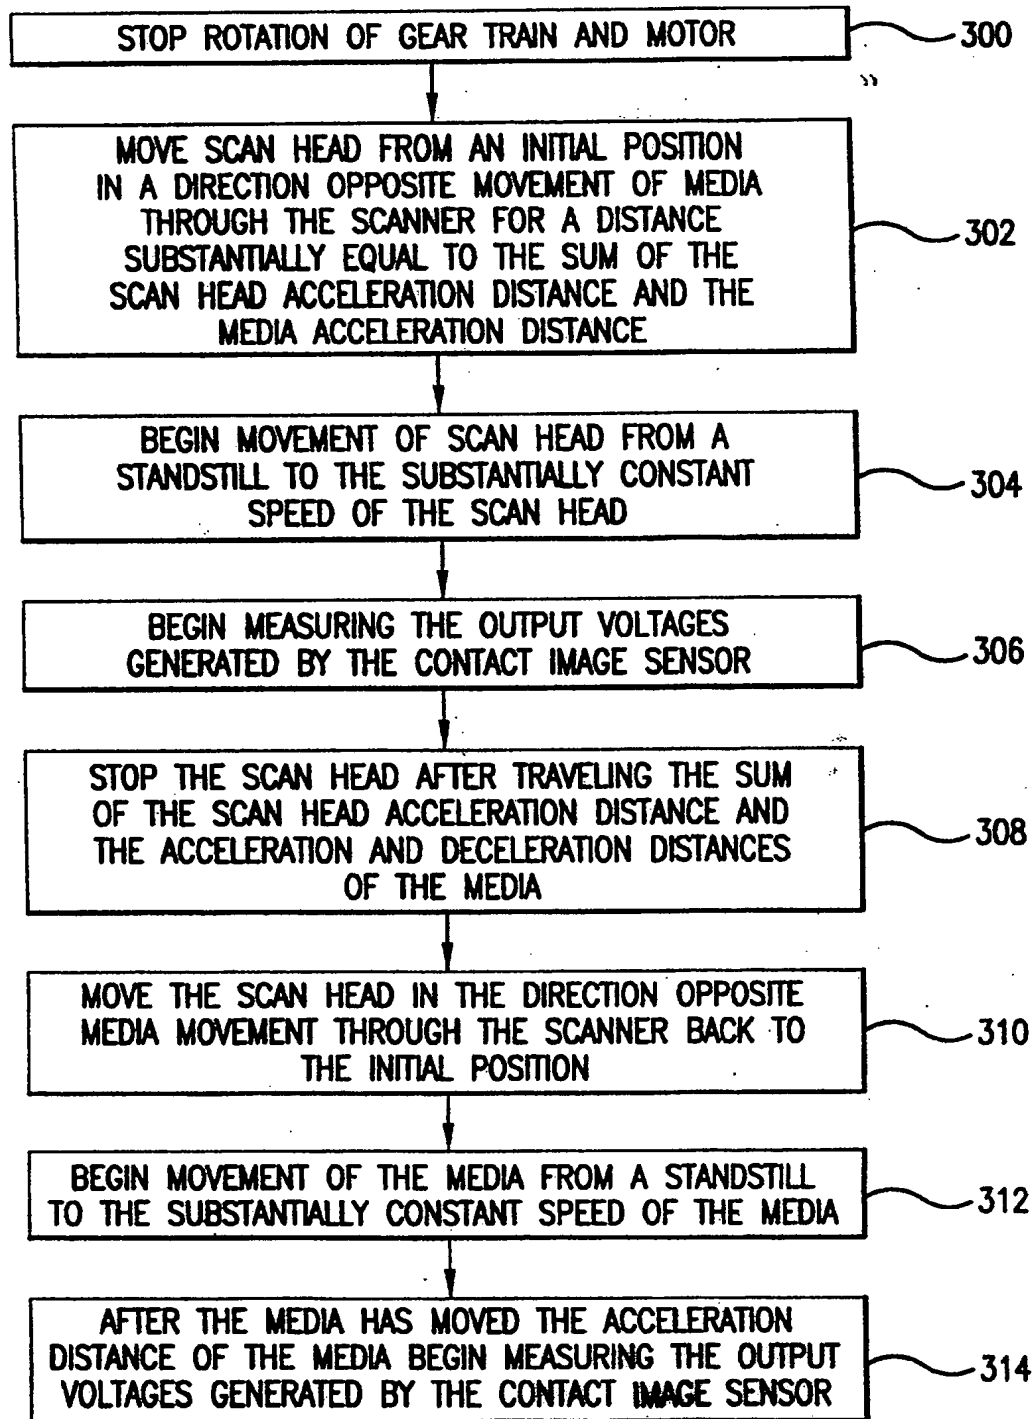 STOP ROTATION OF GEAR TRAIN AND MOTOR
300
MOVE SCAN HEAD FROM AN INITIAL POSITION
IN A DIRECTION OPPOSITE MOVEMENT OF MEDIA
THROUGH THE SCANNER FOR A DISTANCE
SUBSTANTIALLY EQUAL TO THE SUM OF THE
SCAN HEAD ACCELERATION DISTANCE AND THE
MEDIA ACCELERATION DISTANCE
302
BEGIN MOVEMENT OF SCAN HEAD FROM A
STANDSTILL TO THE SUBSTANTIALLY CONSTANT
SPEED OF THE SCAN HEAD
304
BEGIN MEASURING THE OUTPUT VOLTAGES
GENERATED BY THE CONTACT IMAGE SENSOR
306
STOP THE SCAN HEAD AFTER TRAVELING THE SUM
OF THE SCAN HEAD ACCELERATION DISTANCE AND
THE ACCELERATION AND DECELERATION DISTANCES
OF THE MEDIA
308
MOVE THE SCAN HEAD IN THE DIRECTION OPPOSITE
MEDIA MOVEMENT THROUGH THE SCANNER BACK TO
THE INITIAL POSITION
310
BEGIN MOVEMENT OF THE MEDIA FROM A STANDSTILL
TO THE SUBSTANTIALLY CONSTANT SPEED OF THE MEDIA
312
AFTER THE MEDIA HAS MOVED THE ACCELERATION
DISTANCE OF THE MEDIA BEGIN MEASURING THE OUTPUT
VOLTAGES GENERATED BY THE CONTACT IMAGE SENSOR
314